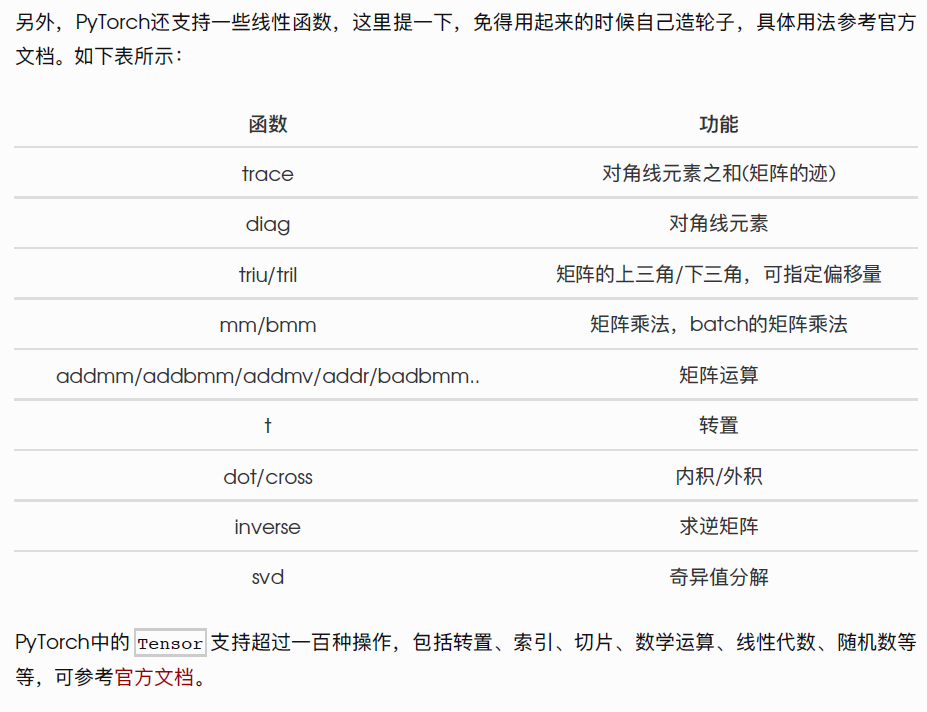 另外，PyTorch还支持一些线性函数，这里提一下，免得用起来的时候自己造轮子，具体用法参考官方
文档。如下表所示：
函数 功能
trace 对角线元素之和(矩阵的迹)
diag 对角线元素
triu/tril 矩阵的上三角/下三角，可指定偏移量
mm/bmm 矩阵乘法，batch的矩阵乘法
addmm/addbmm/addmv/addr/badbmm.. 矩阵运算
t 转置
dot/cross 内积/外积
inverse 求逆矩阵
svd 奇异值分解
PyTorch中的 Tensor 支持超过一百种操作，包括转置、索引、切片、数学运算、线性代数、随机数等
等，可参考官方文档。